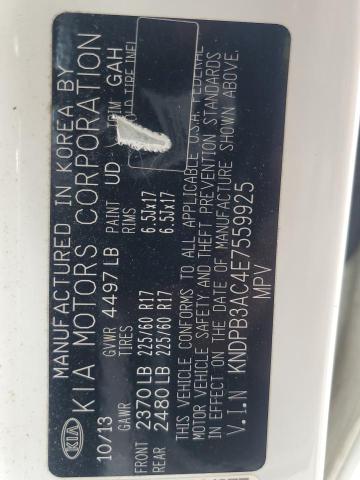 MANUFACTURED IN KOREA BY
KIA KIA MOTORS CORPORATION
10/13 GVWR 4497LB PAINT UD TRIM GAH
GAWR TIRES RIMS COLD TIRE INFL
FRONT 2370LB 225/60 R17 6.5Jx17
REAR 2480LB 225/60 R17 6.5Jx17
THIS VEHICLE CONFORMS TO ALL APPLICABLE U.S.A. FEDERAL
MOTOR VEHICLE SAFETY AND THEFT PREVENTION STANDARDS
IN EFFECT ON THE DATE OF MANUFACTURE SHOWN ABOVE.
V.I.N KNDPB3AC4E7559925
MPV